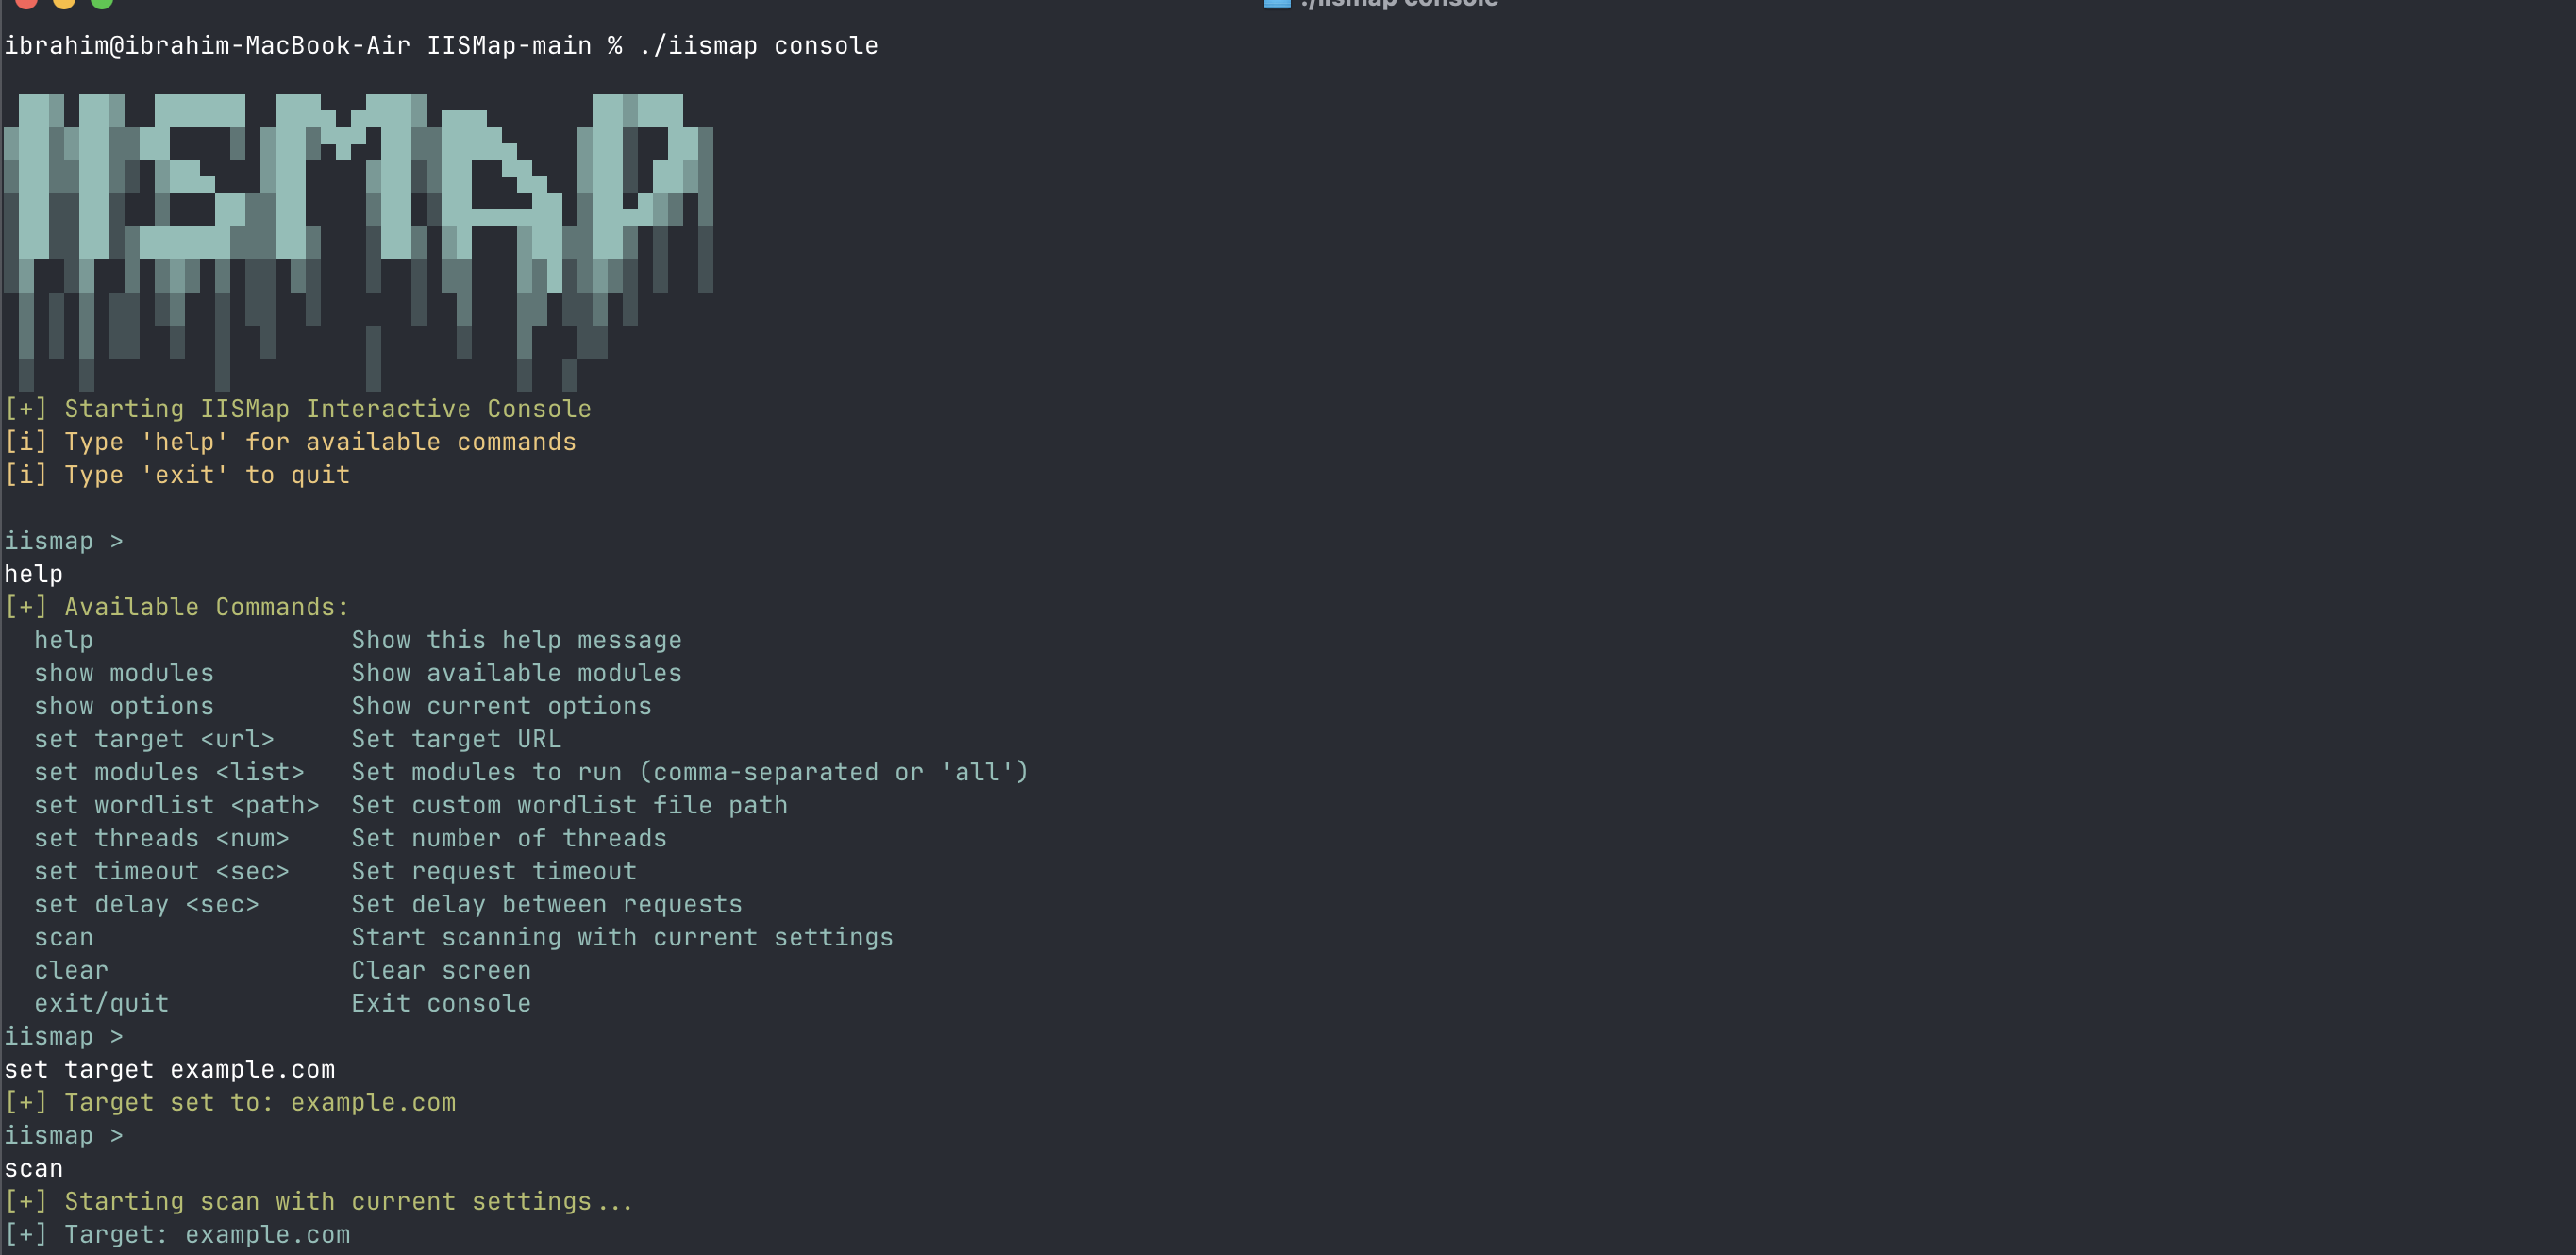 ./iismap console
ibrahim@ibrahim-MacBook-Air IISMap-main % ./iismap console
IISMAP
[+] Starting IISMap Interactive Console
[i] Type 'help' for available commands
[i] Type 'exit' to quit
iismap >
help
[+] Available Commands:
help Show this help message
show modules Show available modules
show options Show current options
set target <url> Set target URL
set modules <list> Set modules to run (comma-separated or 'all')
set wordlist <path> Set custom wordlist file path
set threads <num> Set number of threads
set timeout <sec> Set request timeout
set delay <sec> Set delay between requests
scan Start scanning with current settings
clear Clear screen
exit/quit Exit console
iismap >
set target example.com
[+] Target set to: example.com
iismap >
scan
[+] Starting scan with current settings...
[+] Target: example.com